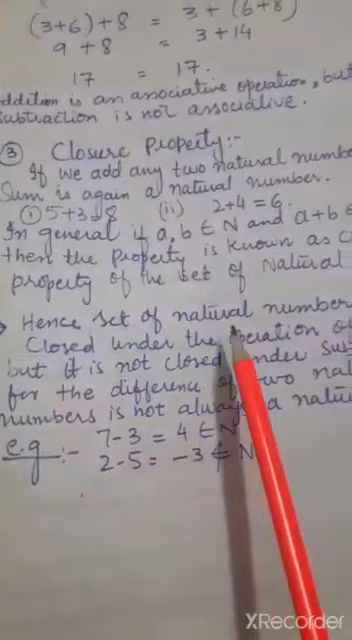 (3+6)+8 = 3+(6+8)
9+8 = 3+14
17 = 17.
ddition is an associative operation, but
subtraction is not associative.
③ Closure Property:-
If we add any two natural numbe
Sum is again a natural number.
(i) 5+3=8 (ii) 2+4=6.
In general if a, b ∈ N and a+b ∈
then the property is known as c
property of the set of Natural
Hence set of natural number
Closed under the operation of
but it is not closed under sub
for the difference of two nat
numbers is not always a natu
e.g :- 7-3 = 4 ∈ N
2-5 = -3 ∉ N
XRecorder